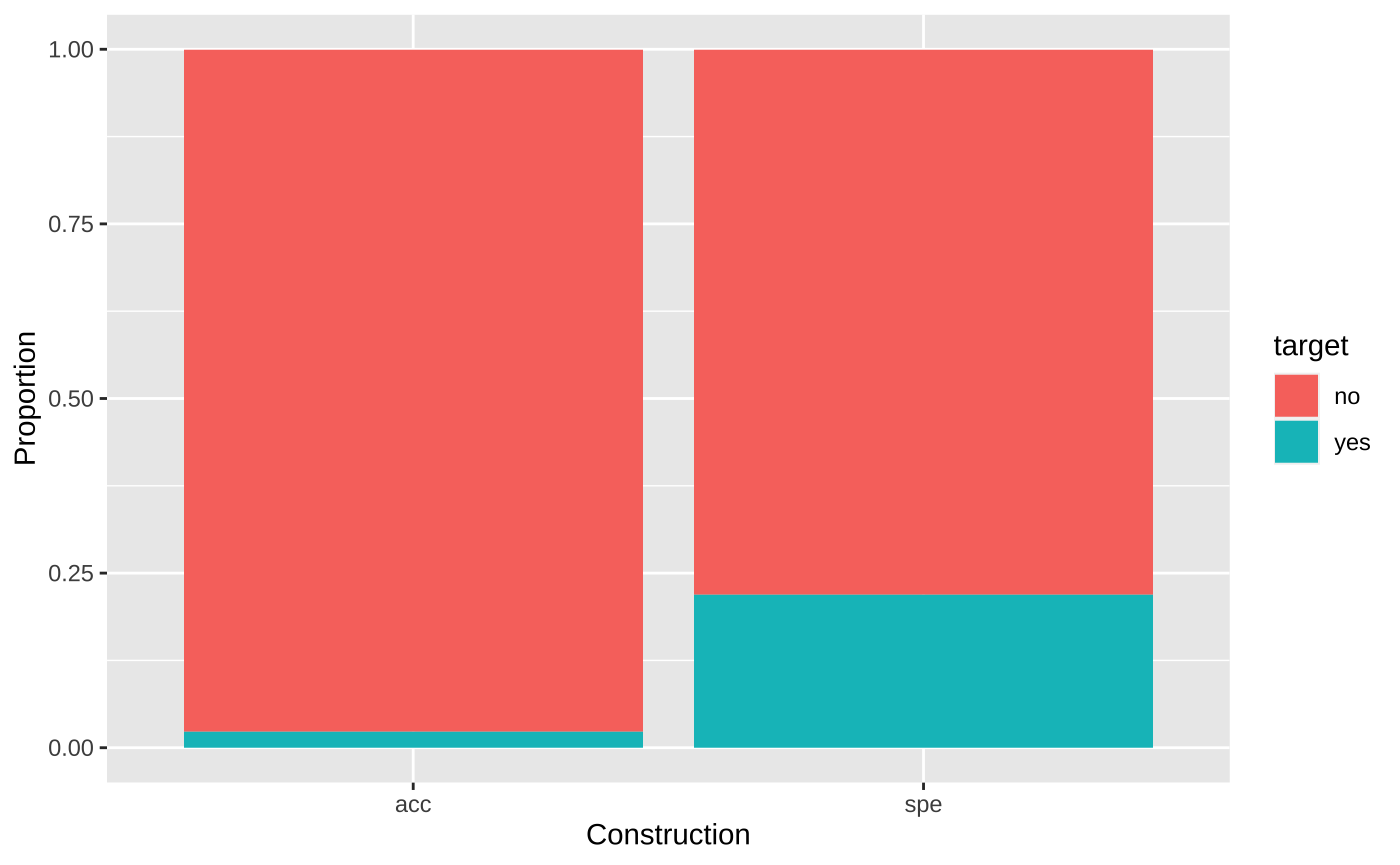 1.00
0.75
0.50
0.25
0.00
Proportion
acc
spe
Construction
target
no
yes